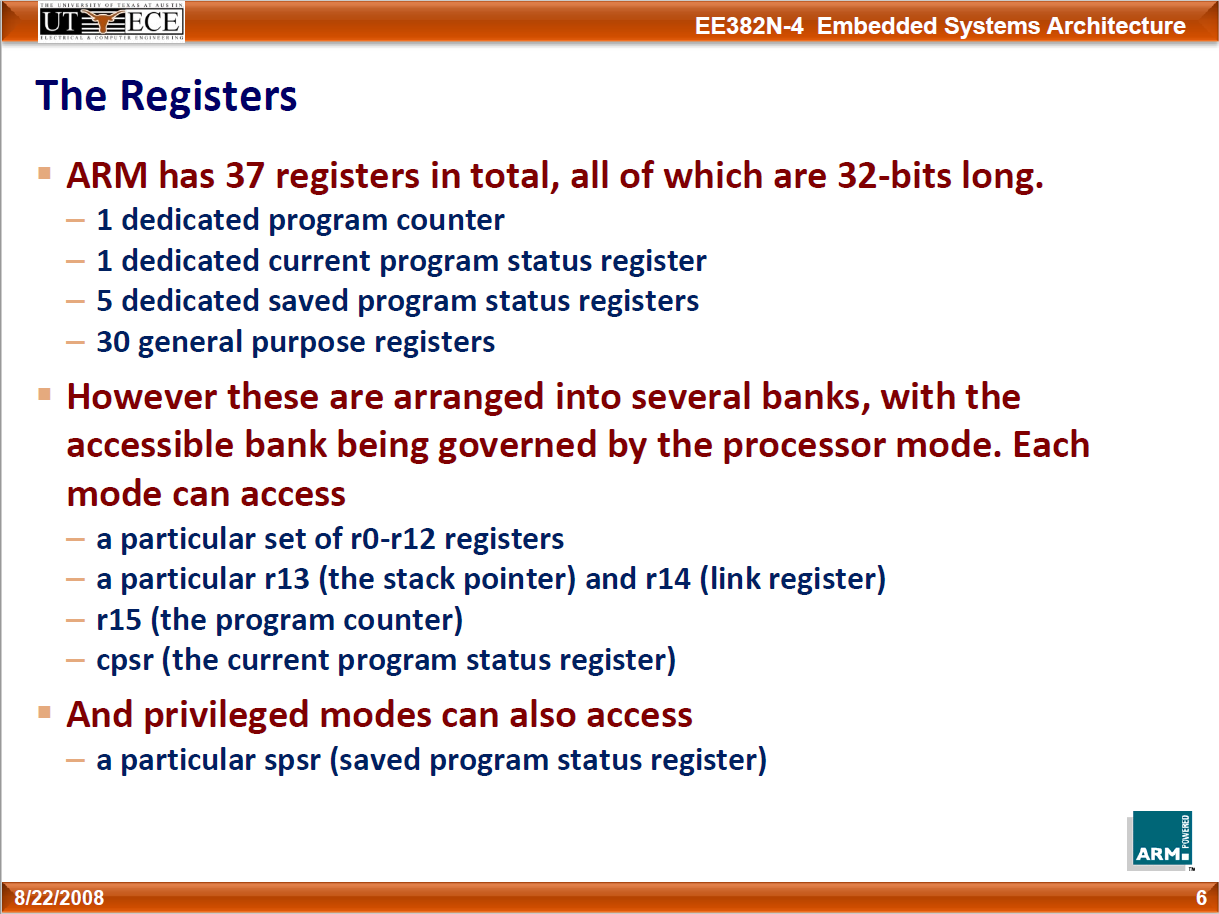 THE UNIVERSITY OF TEXAS AT AUSTIN
UT ECE
ELECTRICAL & COMPUTER ENGINEERING
EE382N-4 Embedded Systems Architecture
The Registers
▪ ARM has 37 registers in total, all of which are 32-bits long.
– 1 dedicated program counter
– 1 dedicated current program status register
– 5 dedicated saved program status registers
– 30 general purpose registers
▪ However these are arranged into several banks, with the
accessible bank being governed by the processor mode. Each
mode can access
– a particular set of r0-r12 registers
– a particular r13 (the stack pointer) and r14 (link register)
– r15 (the program counter)
– cpsr (the current program status register)
▪ And privileged modes can also access
– a particular spsr (saved program status register)
ARM POWERED
TM
8/22/2008
6